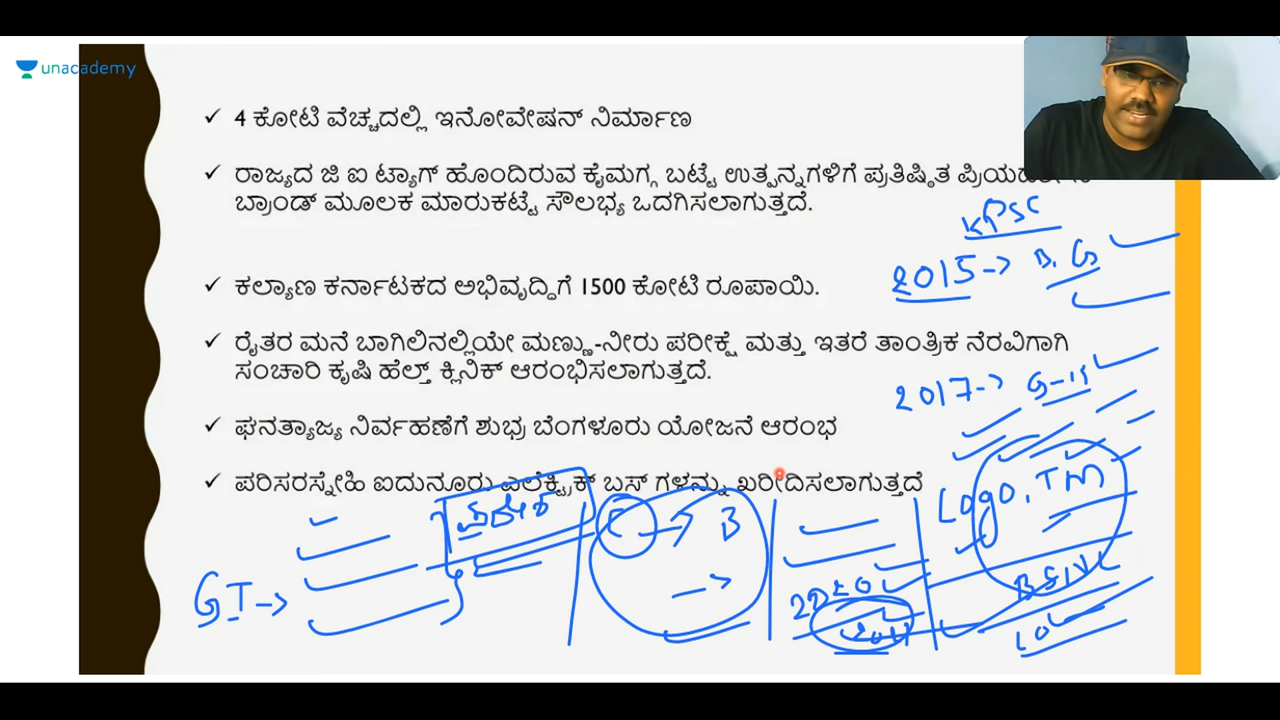 unacademy
4 ಕೋಟಿ ವೆಚ್ಚದಲ್ಲಿ ಇನೋವೇಷನ್ ನಿರ್ಮಾಣ
ರಾಜ್ಯದ ಜಿ ಐ ಟ್ಯಾಗ್ ಹೊಂದಿರುವ ಕೈಮಗ್ಗ ಬಟ್ಟೆ ಉತ್ಪನ್ನಗಳಿಗೆ ಪ್ರತಿಷ್ಠಿತ
ಬ್ರಾಂಡ್ ಮೂಲಕ ಮಾರುಕಟ್ಟೆ ಸೌಲಭ್ಯ ಒದಗಿಸಲಾಗುತ್ತದೆ.
KPSC
2015 -> B. G
ಕಲ್ಯಾಣ ಕರ್ನಾಟಕದ ಅಭಿವೃದ್ಧಿಗೆ 1500 ಕೋಟಿ ರೂಪಾಯಿ.
ರೈತರ ಮನೆ ಬಾಗಿಲಿನಲ್ಲಿಯೇ ಮಣ್ಣು-ನೀರು ಪರೀಕ್ಷೆ ಮತ್ತು ಇತರೆ ತಾಂತ್ರಿಕ ನೆರವಿಗಾಗಿ
ಸಂಚಾರಿ ಕೃಷಿ ಹೆಲ್ತ್ ಕ್ಲಿನಿಕ್ ಆರಂಭಿಸಲಾಗುತ್ತದೆ.
2017 ->
ಘನತ್ಯಾಜ್ಯ ನಿರ್ವಹಣೆಗೆ ಶುಭ್ರ ಬೆಂಗಳೂರು ಯೋಜನೆ ಆರಂಭ
ಪರಿಸರಸ್ನೇಹಿ ಐದುನೂರು ಎಲೆಕ್ಟ್ರಿಕ್ ಬಸ್ ಗಳನ್ನು ಖರೀದಿಸಲಾಗುತ್ತದೆ
Logo, TM
GI ->
B
10